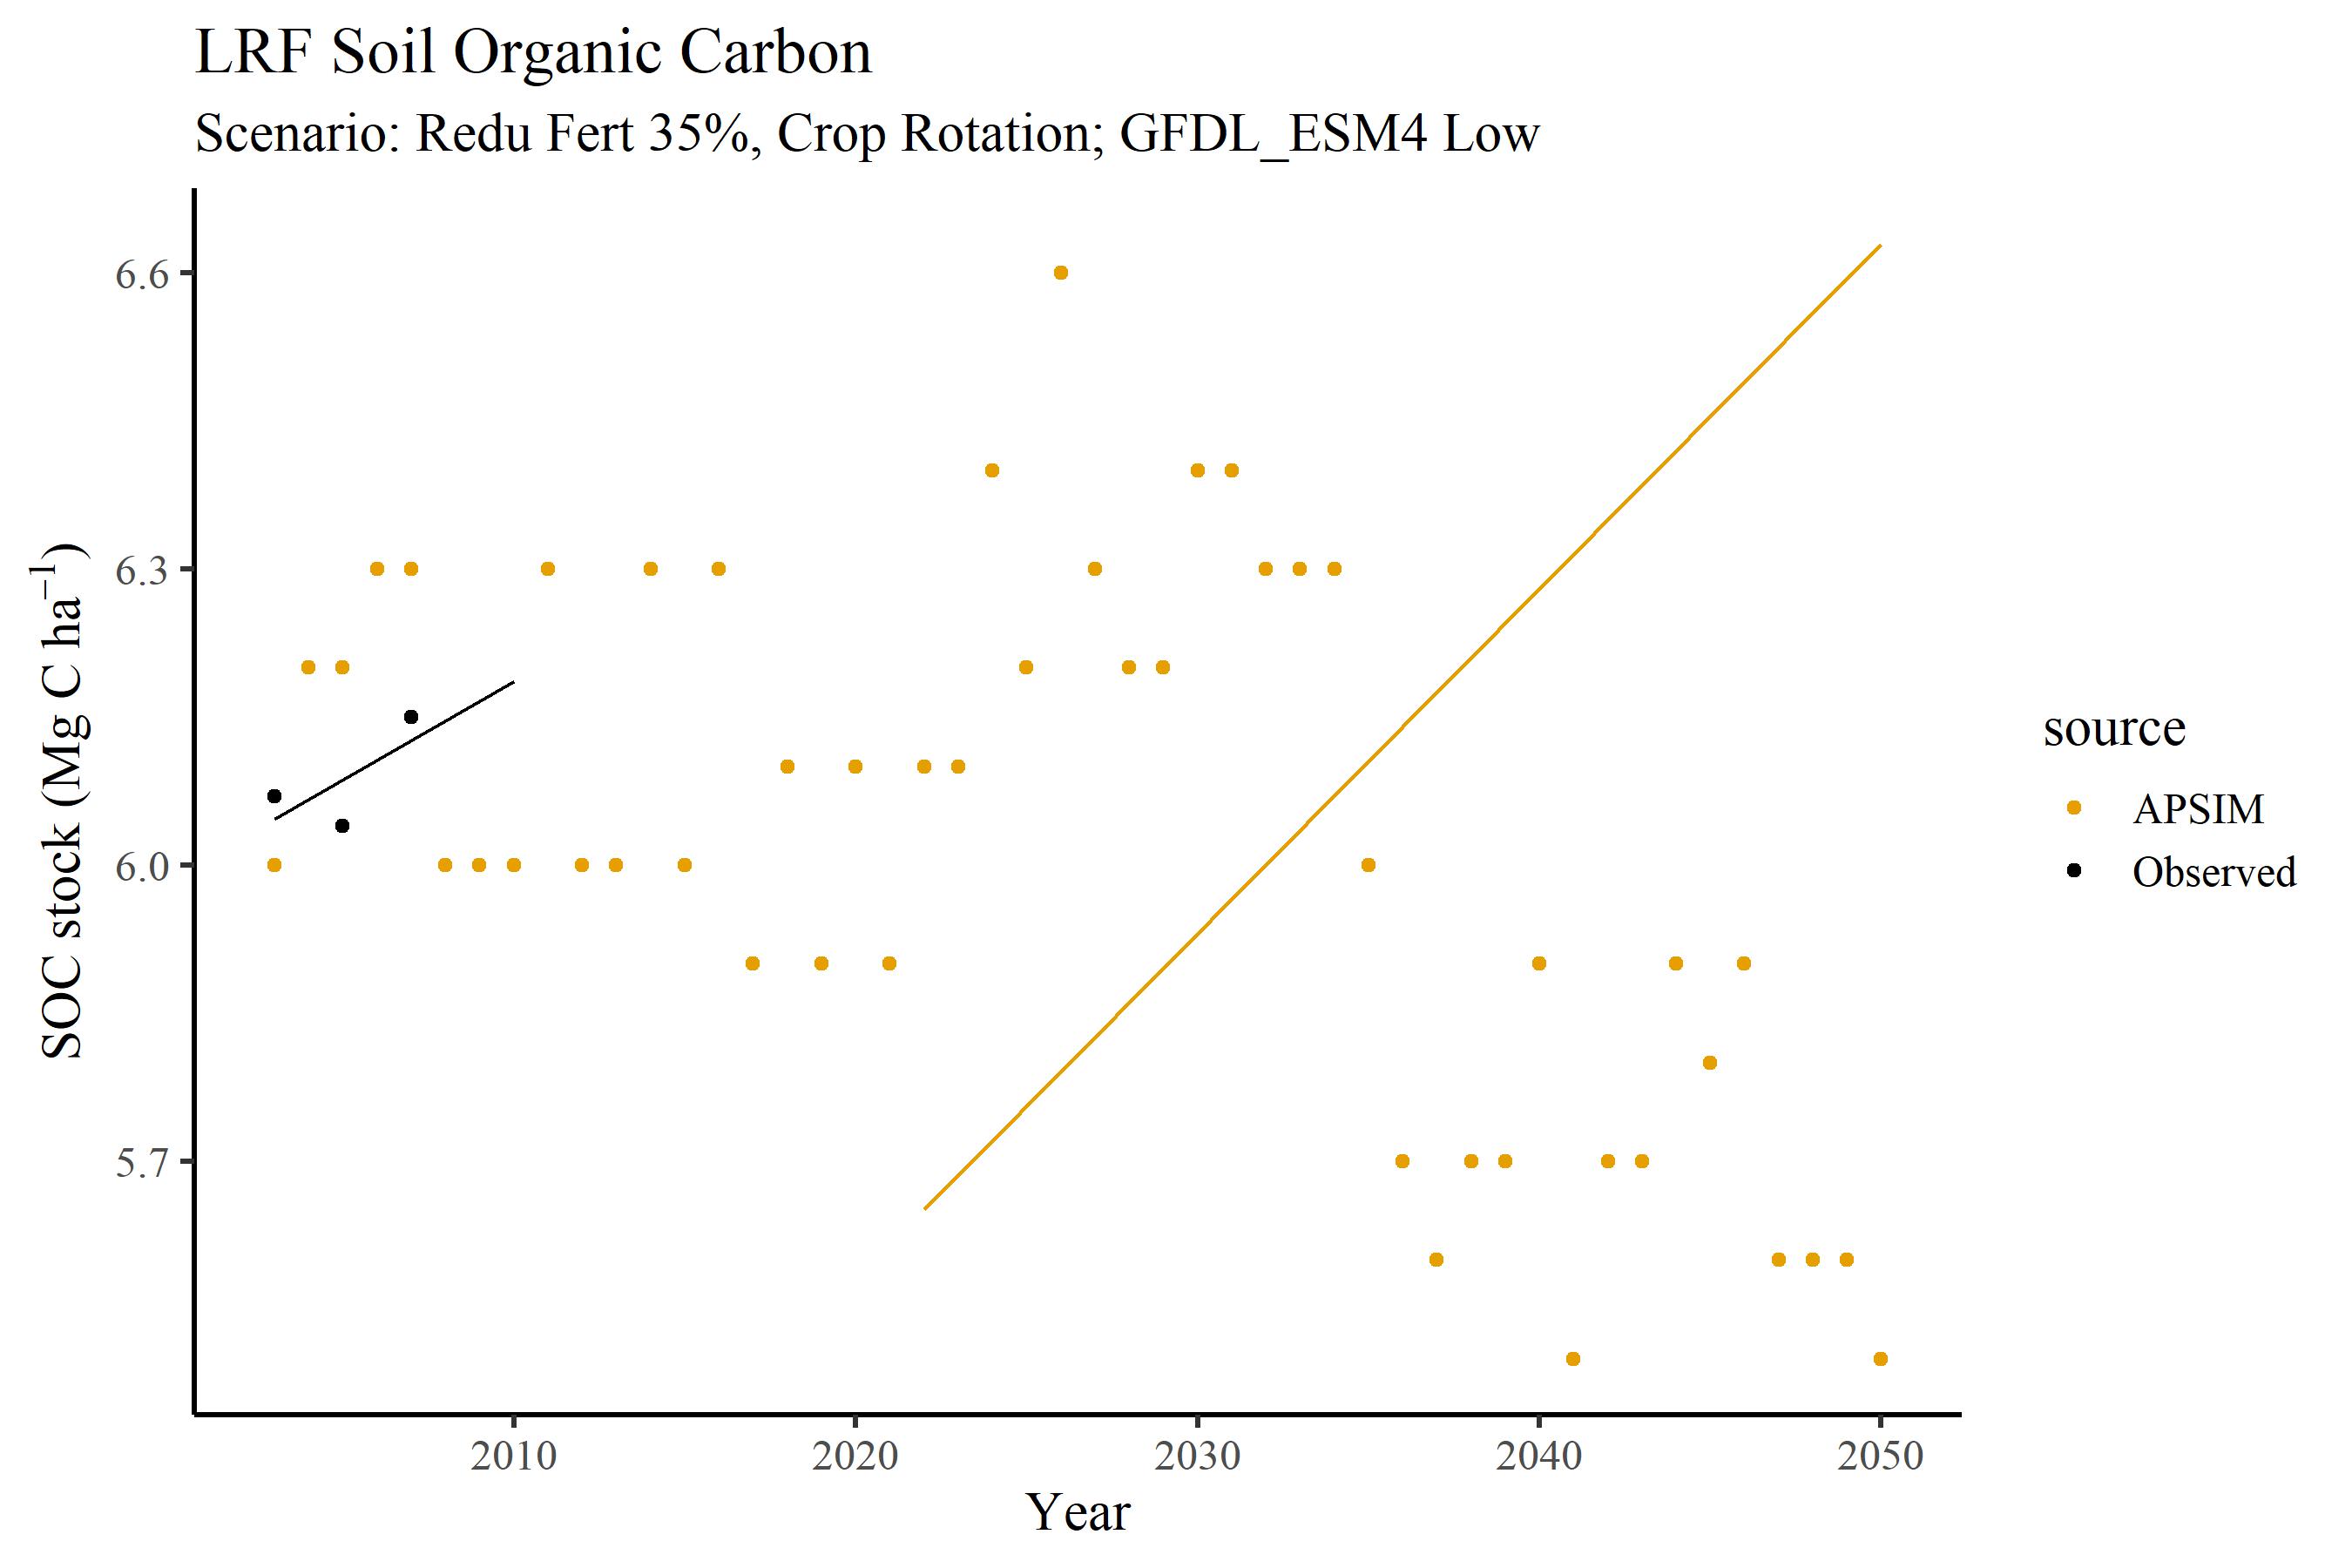 LRF Soil Organic Carbon
Scenario: Redu Fert 35%, Crop Rotation; GFDL_ESM4 Low
SOC stock (Mg C ha⁻¹)
6.6
6.3
6.0
5.7
2010 2020 2030 2040 2050
Year
source
APSIM
Observed